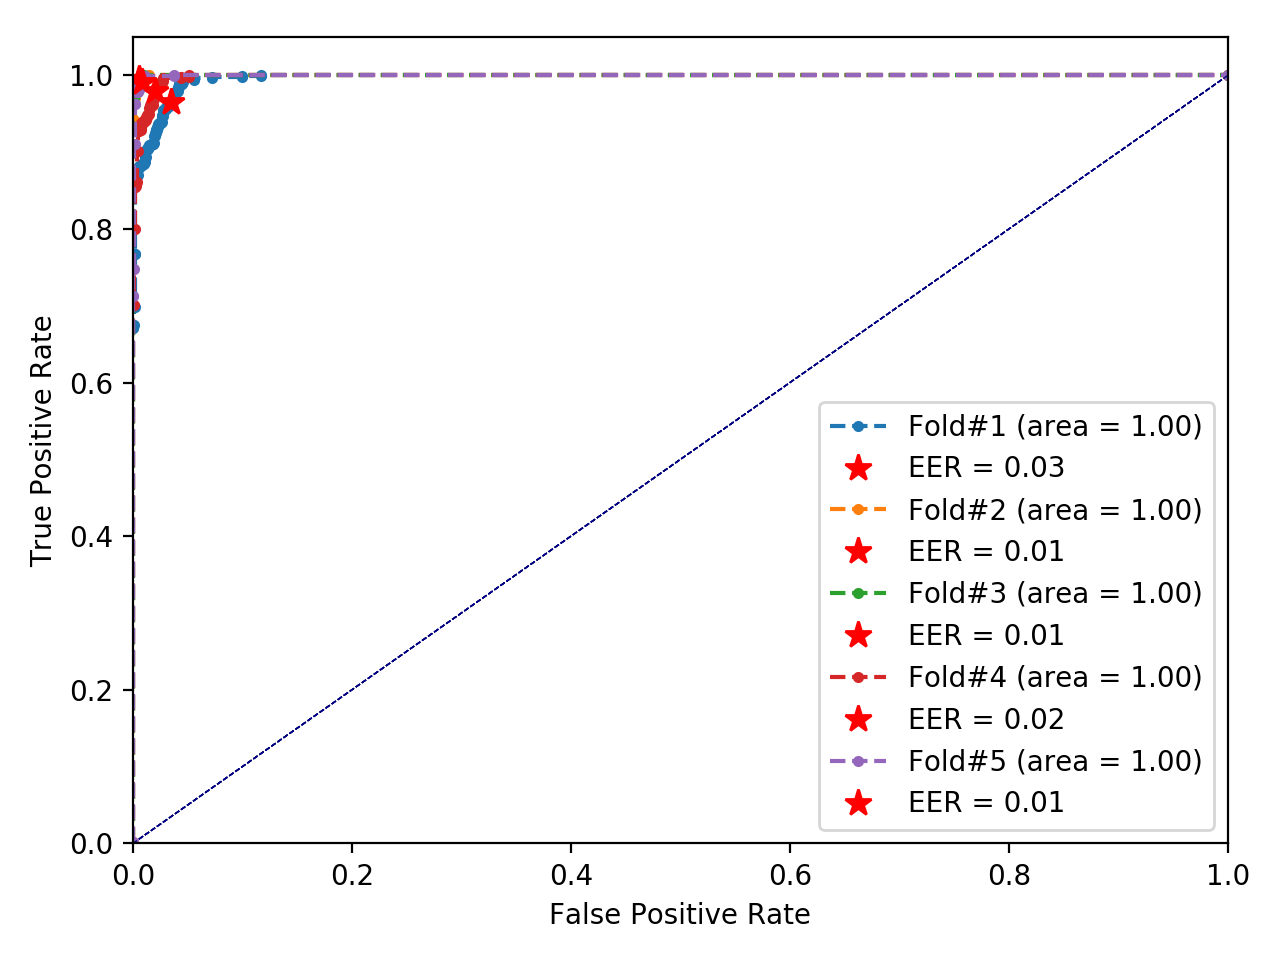 1.0
0.8
0.6
0.4
0.2
0.0
True Positive Rate
0.0 0.2 0.4 0.6 0.8 1.0
False Positive Rate
Fold#1 (area = 1.00)
EER = 0.03
Fold#2 (area = 1.00)
EER = 0.01
Fold#3 (area = 1.00)
EER = 0.01
Fold#4 (area = 1.00)
EER = 0.02
Fold#5 (area = 1.00)
EER = 0.01